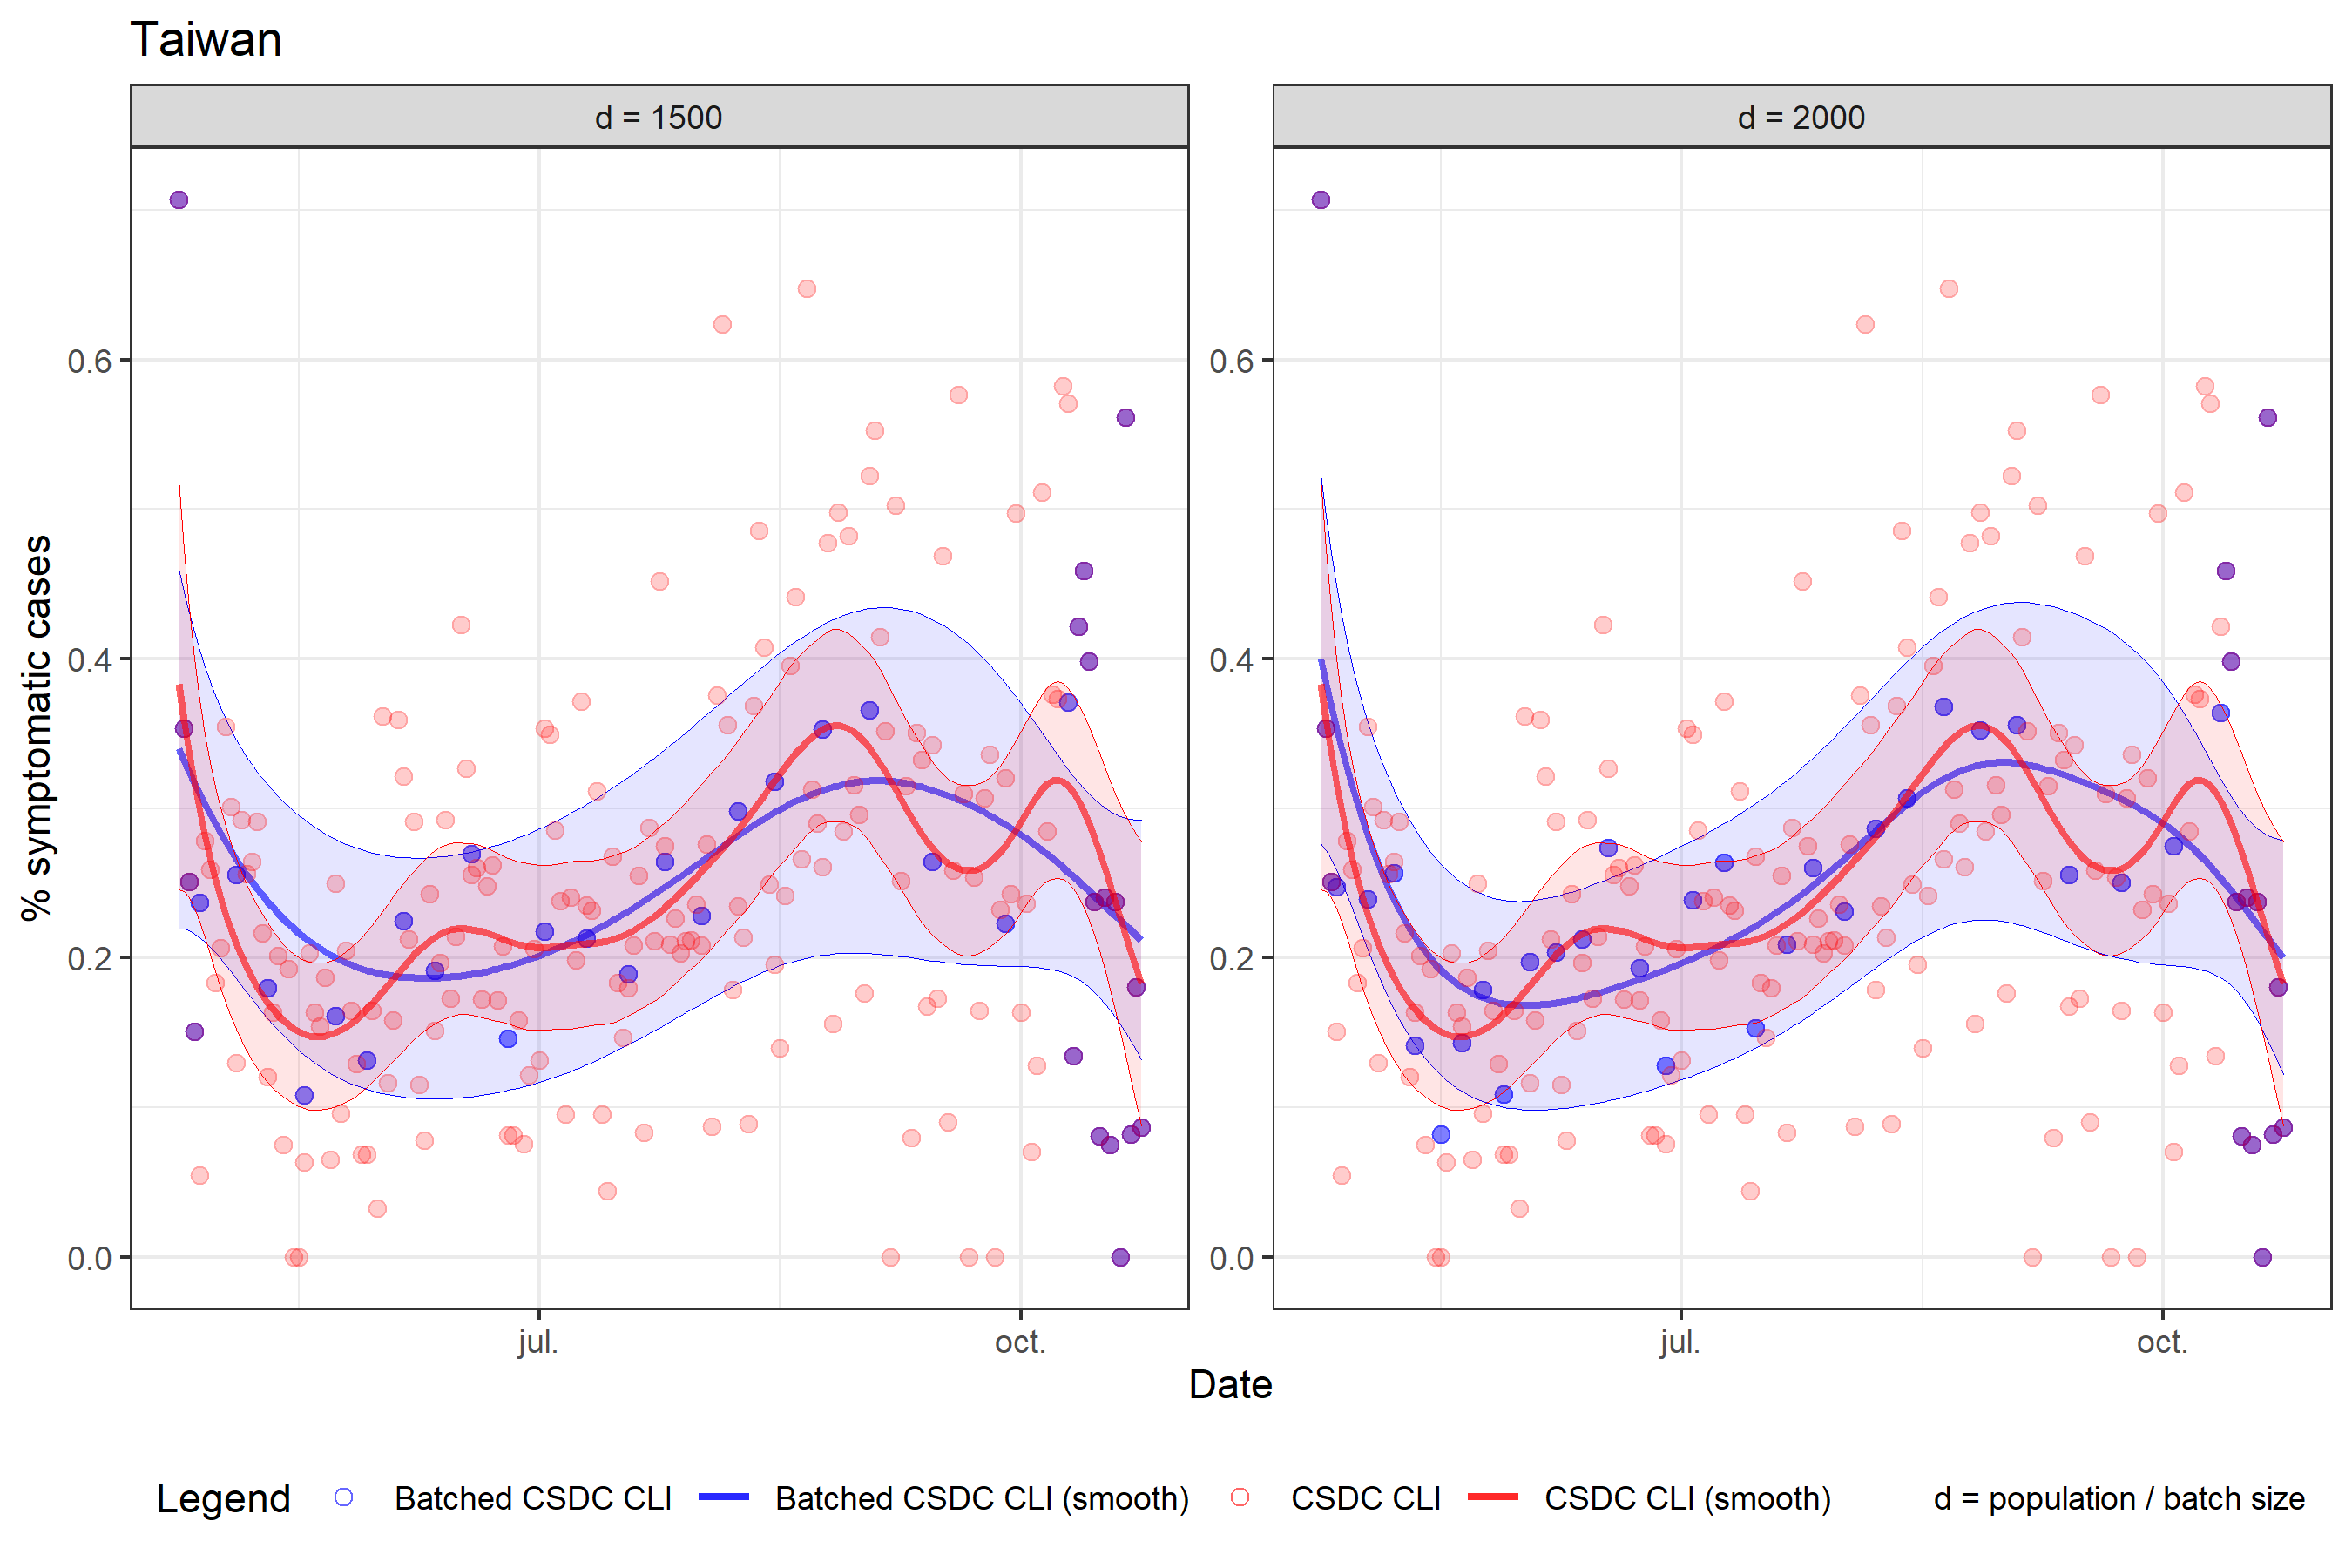 Taiwan
d = 1500
d = 2000
% symptomatic cases
0.6
0.4
0.2
0.0
0.6
0.4
0.2
0.0
jul.
oct.
jul.
oct.
Date
Legend
Batched CSDC CLI
Batched CSDC CLI (smooth)
CSDC CLI
CSDC CLI (smooth)
d = population / batch size